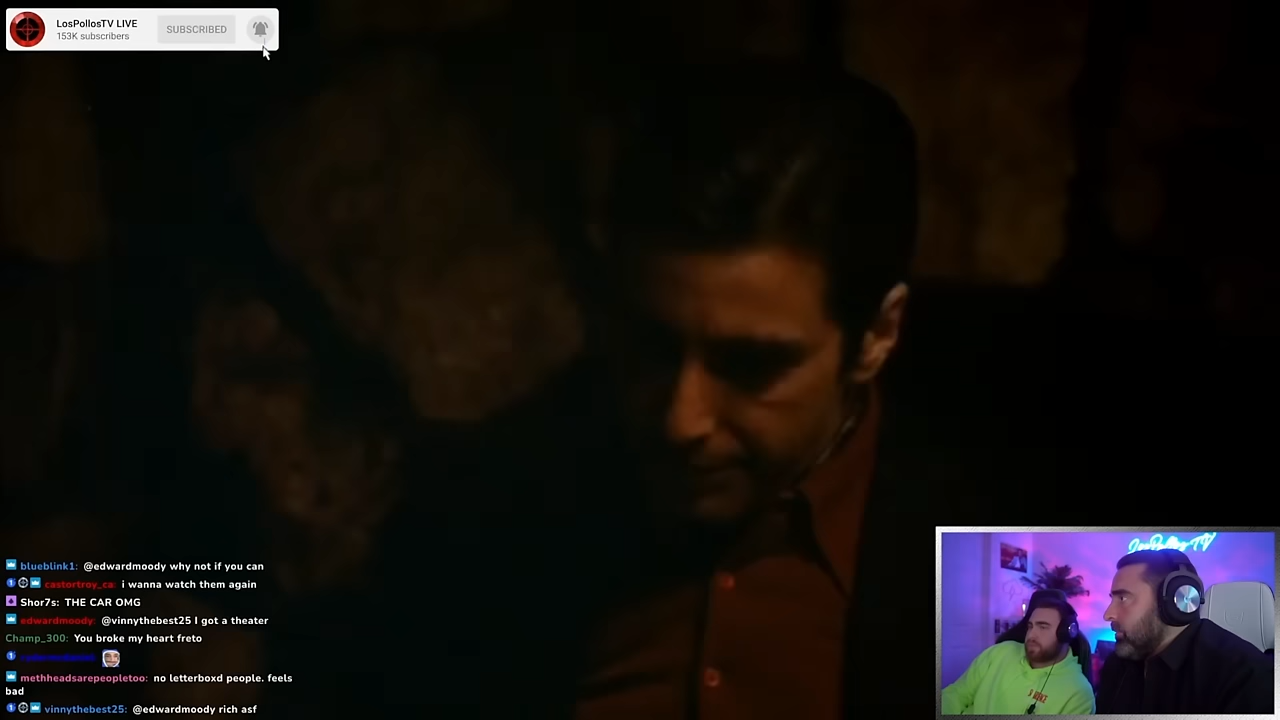 LosPollosTV LIVE
153K subscribers
SUBSCRIBED
blueblink1: @edwardmoody why not if you can
castortroy_ca: i wanna watch them again
Shor7s: THE CAR OMG
edwardmoody: @vinnythebest25 I got a theater
Champ_300: You broke my heart freto
methheadsarepeopletoo: no letterboxd people. feels
bad
vinnythebest25: @edwardmoody rich asf
LosPollos TV